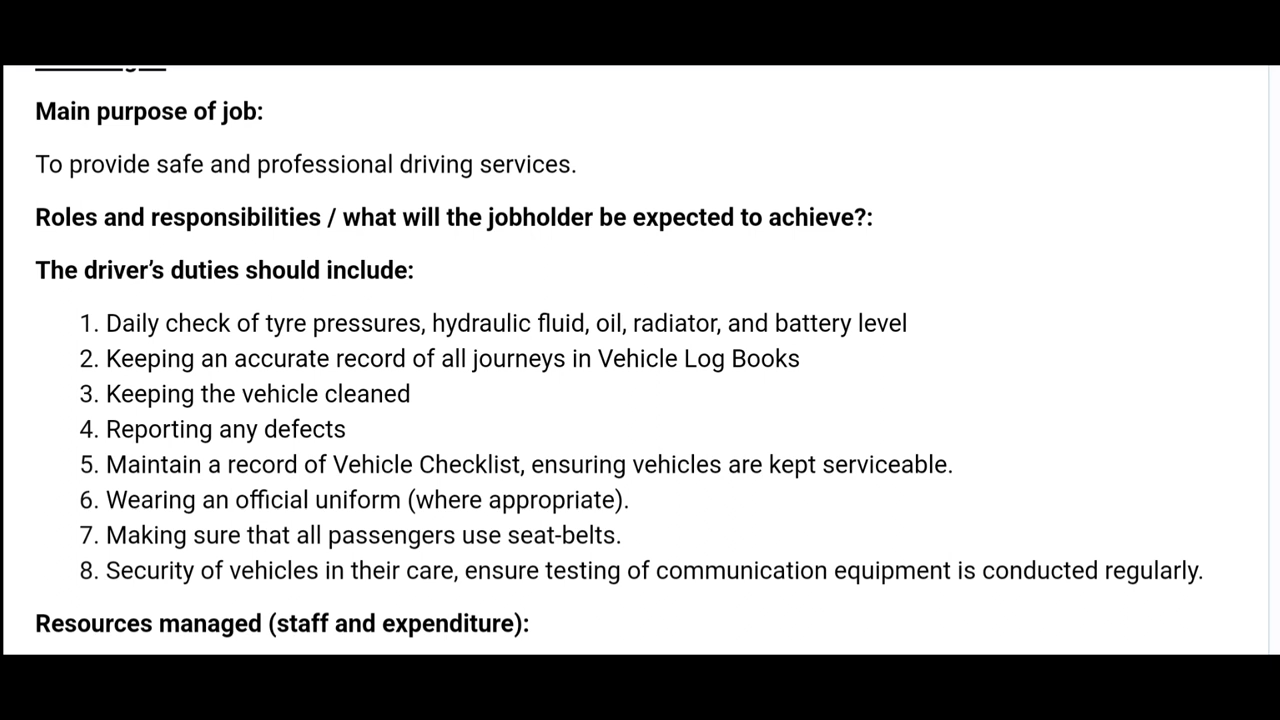 Main purpose of job:
To provide safe and professional driving services.
Roles and responsibilities / what will the jobholder be expected to achieve?:
The driver’s duties should include:
1. Daily check of tyre pressures, hydraulic fluid, oil, radiator, and battery level
2. Keeping an accurate record of all journeys in Vehicle Log Books
3. Keeping the vehicle cleaned
4. Reporting any defects
5. Maintain a record of Vehicle Checklist, ensuring vehicles are kept serviceable.
6. Wearing an official uniform (where appropriate).
7. Making sure that all passengers use seat-belts.
8. Security of vehicles in their care, ensure testing of communication equipment is conducted regularly.
Resources managed (staff and expenditure):